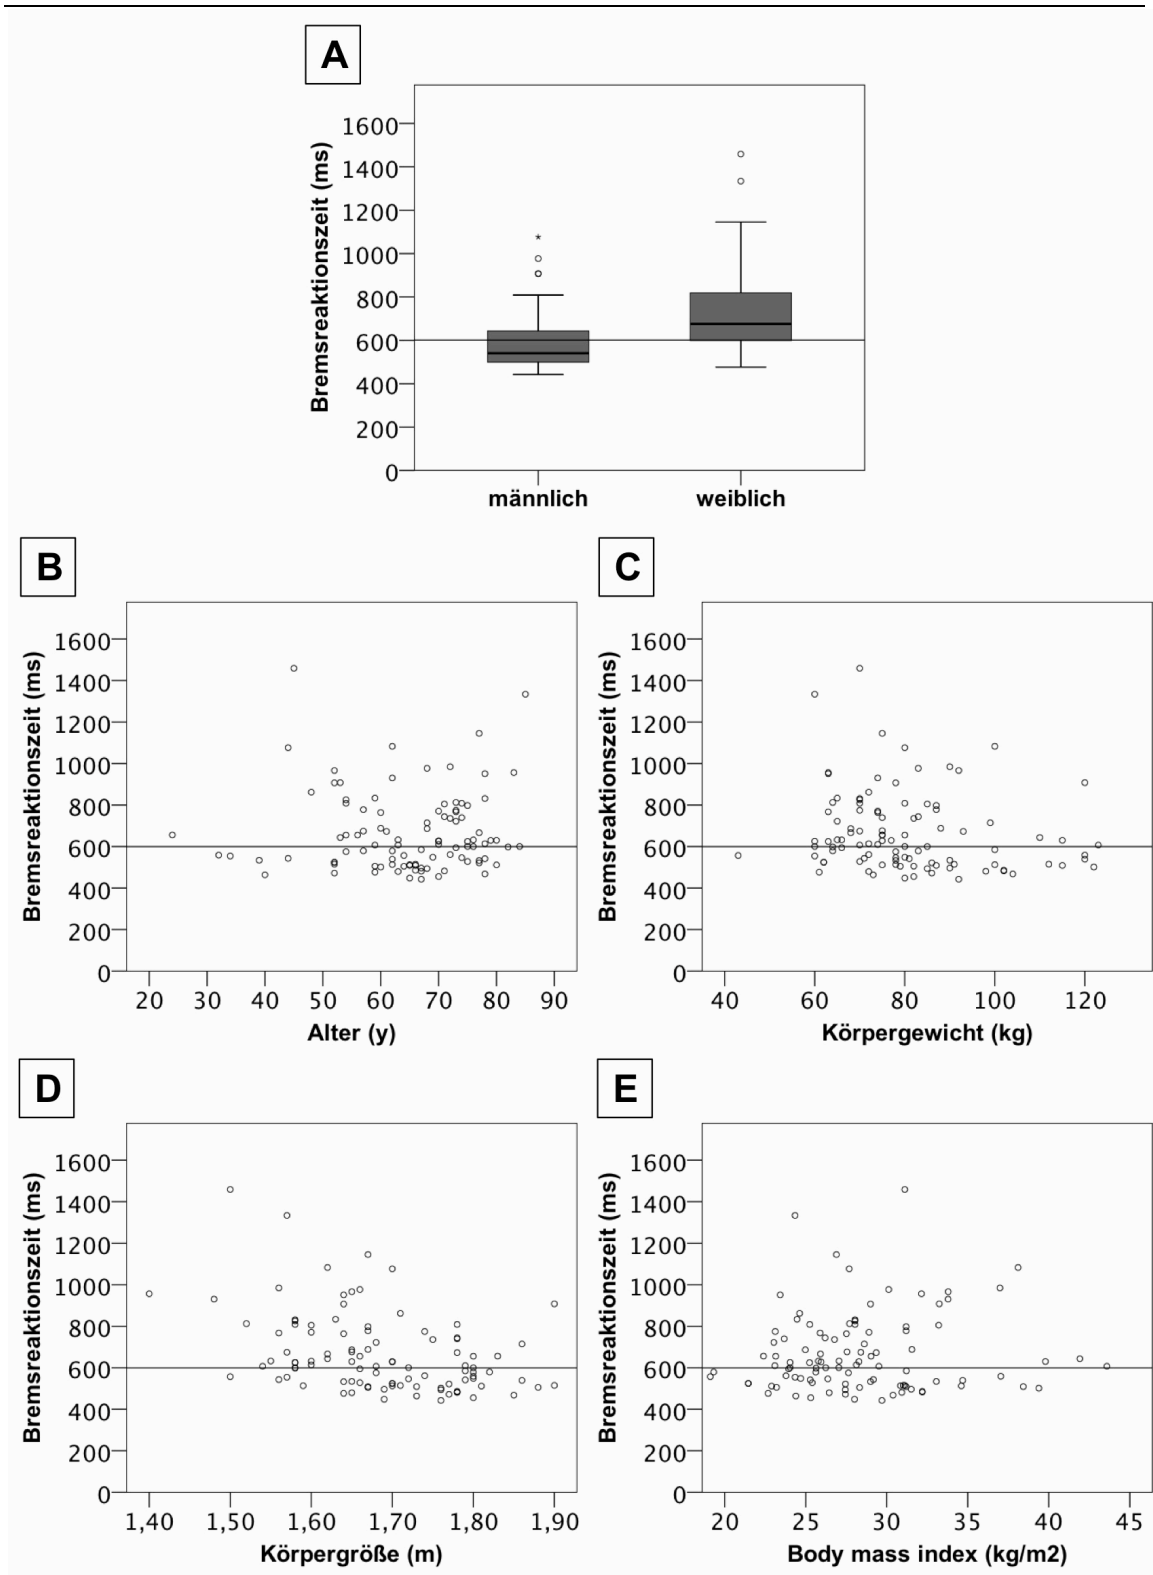 A
Bremsreaktionszeit (ms)
1600
1400
1200
1000
800
600
400
200
0
männlich weiblich
B
Bremsreaktionszeit (ms)
1600
1400
1200
1000
800
600
400
200
0
20 30 40 50 60 70 80 90
Alter (y)
C
Bremsreaktionszeit (ms)
1600
1400
1200
1000
800
600
400
200
0
40 60 80 100 120
Körpergewicht (kg)
D
Bremsreaktionszeit (ms)
1600
1400
1200
1000
800
600
400
200
0
1,40 1,50 1,60 1,70 1,80 1,90
Körpergröße (m)
E
Bremsreaktionszeit (ms)
1600
1400
1200
1000
800
600
400
200
0
20 25 30 35 40 45
Body mass index (kg/m2)